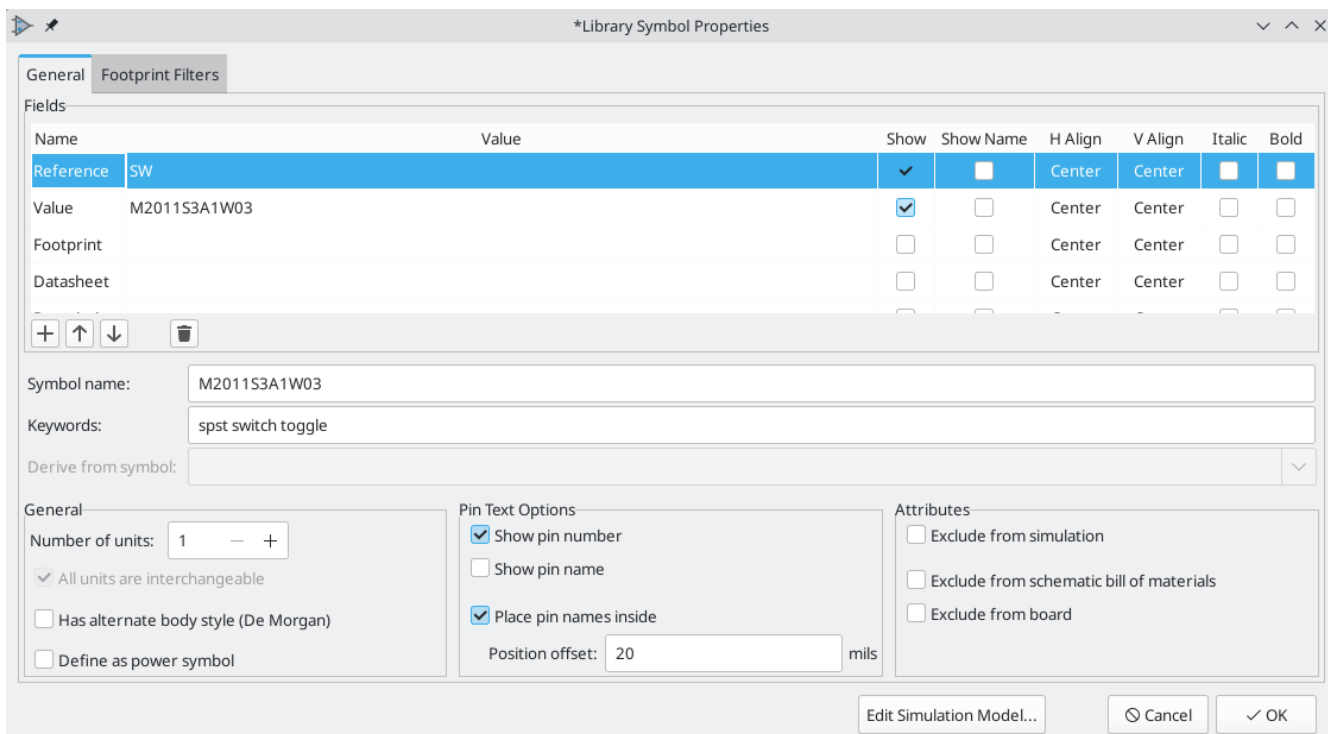 *Library Symbol Properties
General Footprint Filters
Fields
Name Value Show Show Name H Align V Align Italic Bold
Reference SW Center Center
Value M2011S3A1W03 Center Center
Footprint Center Center
Datasheet Center Center
Symbol name: M2011S3A1W03
Keywords: spst switch toggle
Derive from symbol:
General
Number of units: 1
All units are interchangeable
Has alternate body style (De Morgan)
Define as power symbol
Pin Text Options
Show pin number
Show pin name
Place pin names inside
Position offset: 20 mils
Attributes
Exclude from simulation
Exclude from schematic bill of materials
Exclude from board
Edit Simulation Model... Cancel OK